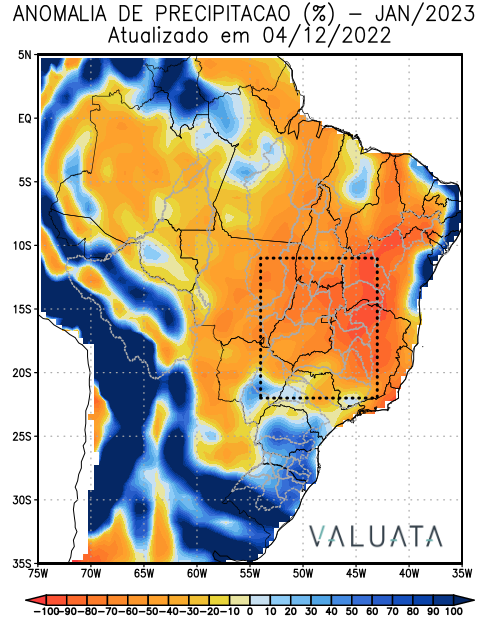 ANOMALIA DE PRECIPITACAO (%) – JAN/2023
Atualizado em 04/12/2022
5N
EQ
5S
10S
15S
20S
25S
30S
35S
VALUATA
75W 70W 65W 60W 55W 50W 45W 40W 35W
−100−90−80−70−60−50−40−30−20−10 0 10 20 30 40 50 60 70 80 90 100